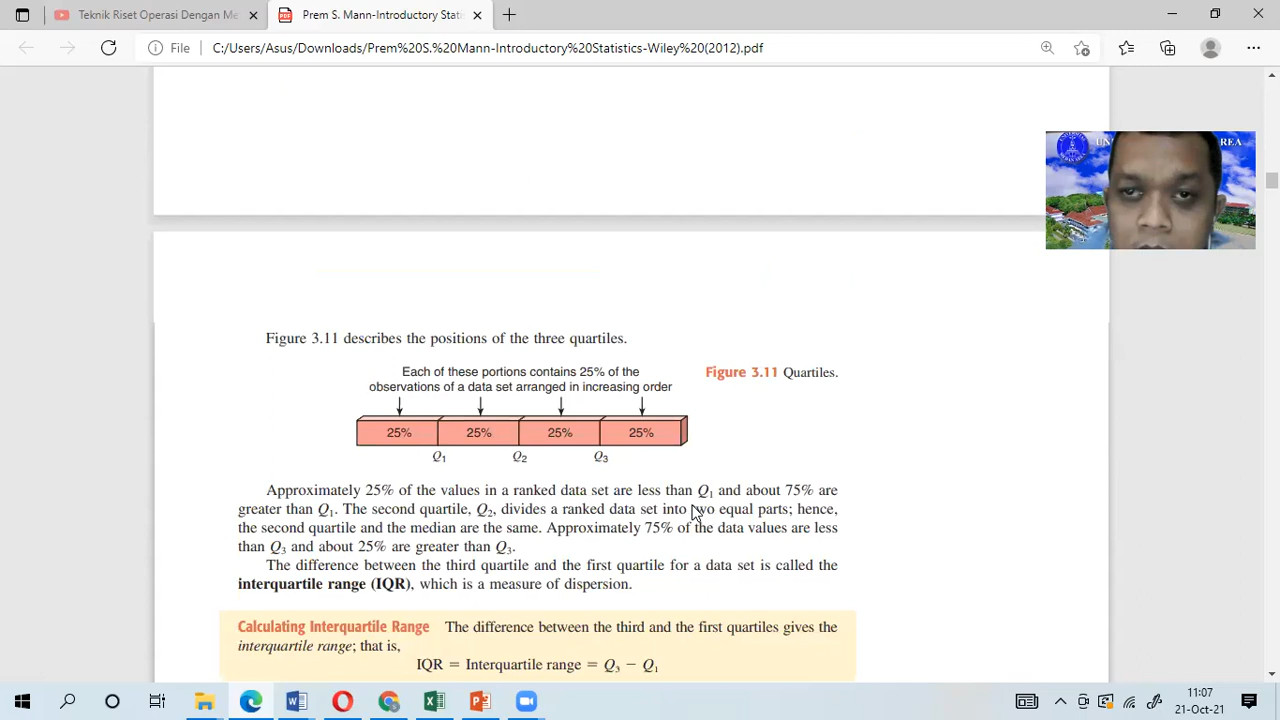 Teknik Riset Operasi Dengan Me
Prem S. Mann-Introductory Stat
File
C:/Users/Asus/Downloads/Prem%20S.%20Mann-Introductory%20Statistics-Wiley%20(2012).pdf
REA
Figure 3.11 describes the positions of the three quartiles.
Each of these portions contains 25% of the
observations of a data set arranged in increasing order
Figure 3.11 Quartiles.
25% 25% 25% 25%
Q1 Q2 Q3
Approximately 25% of the values in a ranked data set are less than Q1 and about 75% are
greater than Q1. The second quartile, Q2, divides a ranked data set into two equal parts; hence,
the second quartile and the median are the same. Approximately 75% of the data values are less
than Q3 and about 25% are greater than Q3.
The difference between the third quartile and the first quartile for a data set is called the
interquartile range (IQR), which is a measure of dispersion.
Calculating Interquartile Range The difference between the third and the first quartiles gives the
interquartile range; that is,
IQR = Interquartile range = Q3 − Q1
11:07
21-Oct-21